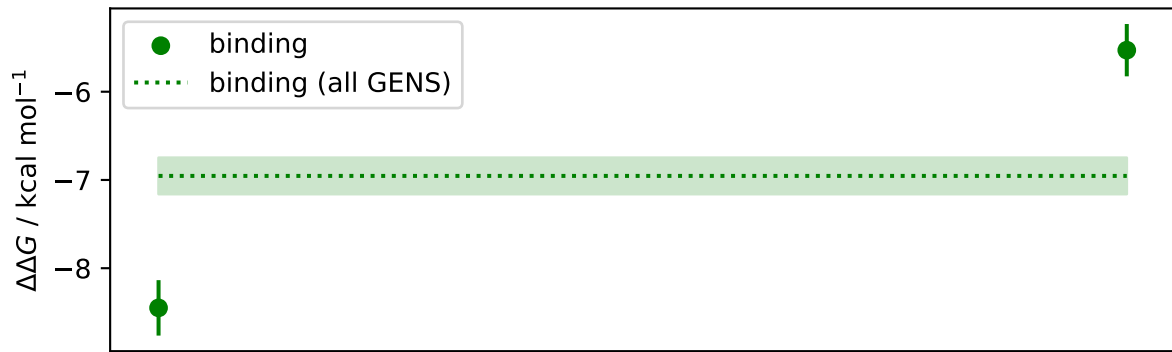 binding
binding (all GENS)
ΔΔG / kcal mol⁻¹
−6
−7
−8